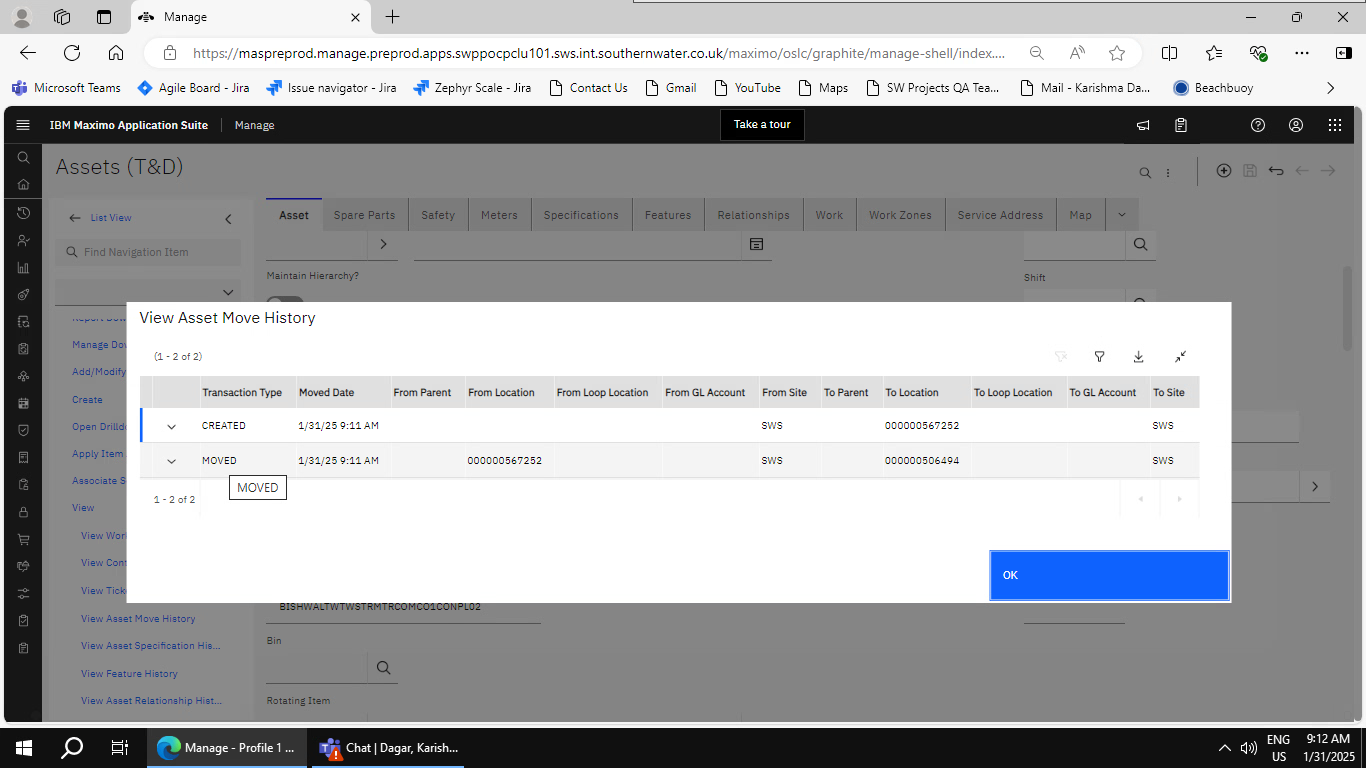 Manage
https://maspreprod.manage.preprod.apps.swppocpclu101.sws.int.southernwater.co.uk/maximo/oslc/graphite/manage-shell/index....
Microsoft Teams
Agile Board - Jira
Issue navigator - Jira
Zephyr Scale - Jira
Contact Us
Gmail
YouTube
Maps
SW Projects QA Tea...
Mail - Karishma Da...
Beachbuoy
IBM Maximo Application Suite
Manage
Take a tour
Assets (T&D)
List View
Find Navigation Item
Asset
Spare Parts
Safety
Meters
Specifications
Features
Relationships
Work
Work Zones
Service Address
Map
Maintain Hierarchy?
Shift
Manage Dow
Add/Modify
Create
Open Drilldo
Apply Item
Associate S
View
View Wor
View Cont
View Ticke
View Asset Move History
View Asset Specification His...
View Feature History
View Asset Relationship Hist...
View Asset Move History
(1 - 2 of 2)
Transaction Type Moved Date From Parent From Location From Loop Location From GL Account From Site To Parent To Location To Loop Location To GL Account To Site
CREATED 1/31/25 9:11 AM SWS 000000567252 SWS
MOVED 1/31/25 9:11 AM 000000567252 SWS 000000506494 SWS
MOVED
1 - 2 of 2
OK
BISHWALTWTWSTRMTRCOMCO1CONPL02
Bin
Rotating Item
Manage - Profile 1 ...
Chat | Dagar, Karish...
ENG
US
9:12 AM
1/31/2025